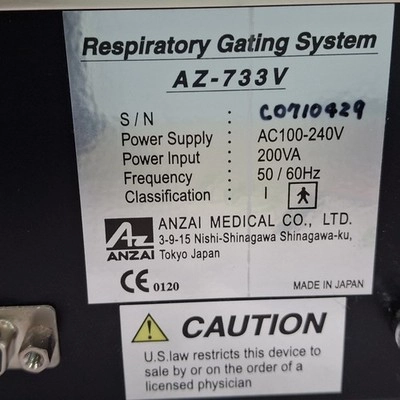 Respiratory Gating System
AZ-733V
S/N : C0710429
Power Supply : AC100-240V
Power Input : 200VA
Frequency : 50 / 60Hz
Classification : I
Az
ANZAI
ANZAI MEDICAL CO., LTD.
3-9-15 Nishi-Shinagawa Shinagawa-ku,
Tokyo Japan
CE 0120
MADE IN JAPAN
CAUTION
U.S.law restricts this device to
sale by or on the order of a
licensed physician